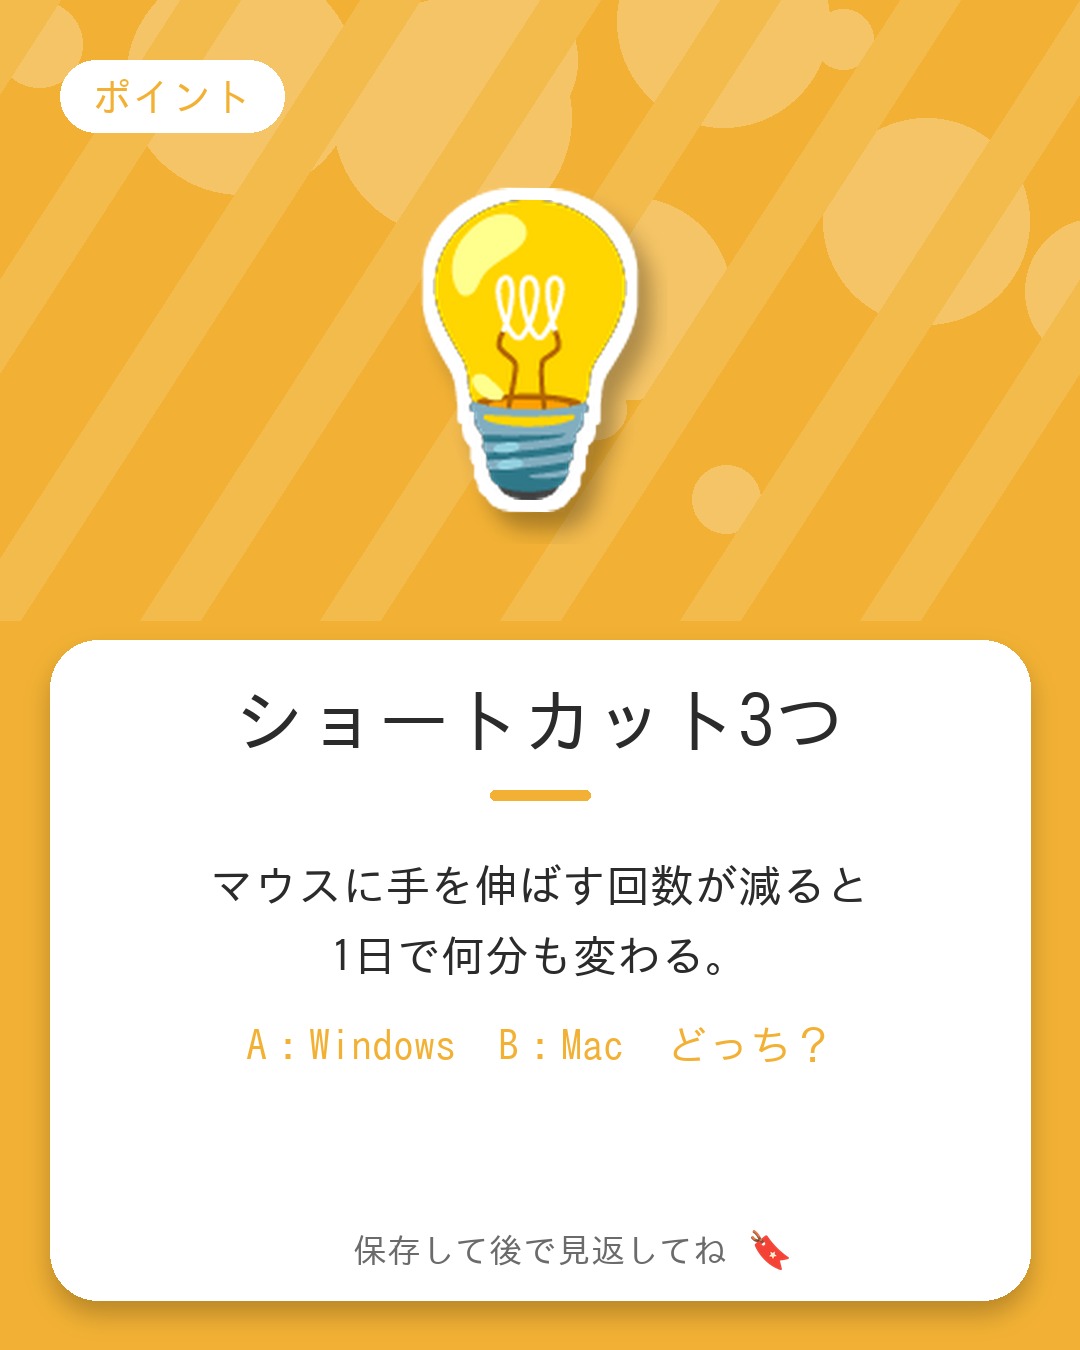 ポイント
ショートカット3つ
マウスに手を伸ばす回数が減ると
1日で何分も変わる。
A：Windows　B：Mac　どっち？
保存して後で見返してね